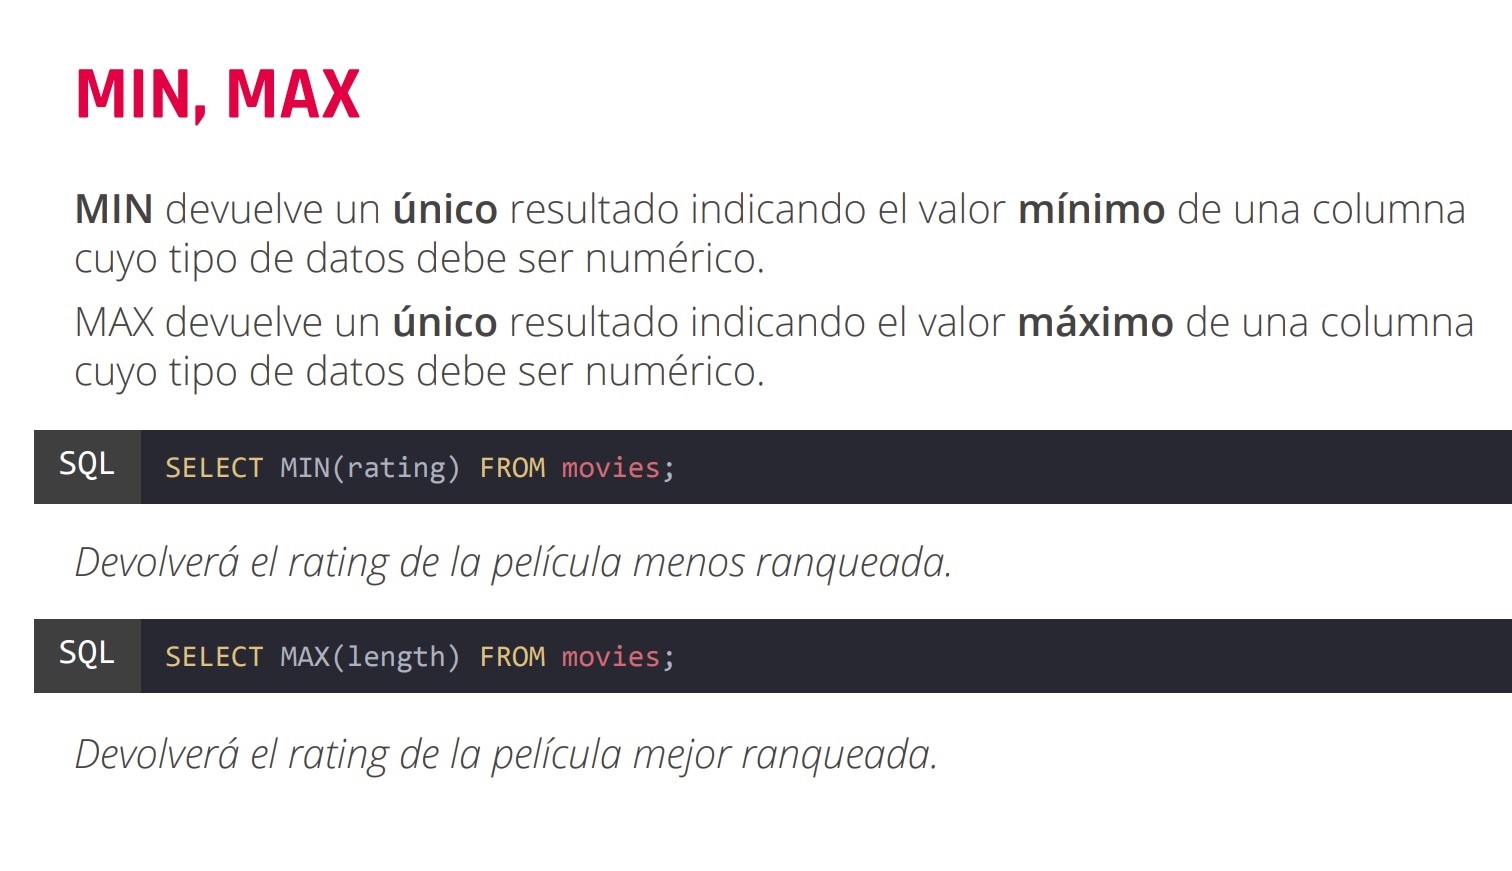 MIN, MAX
MIN devuelve un único resultado indicando el valor mínimo de una columna
cuyo tipo de datos debe ser numérico.
MAX devuelve un único resultado indicando el valor máximo de una columna
cuyo tipo de datos debe ser numérico.
SQL SELECT MIN(rating) FROM movies;
Devolverá el rating de la película menos ranqueada.
SQL SELECT MAX(length) FROM movies;
Devolverá el rating de la película mejor ranqueada.